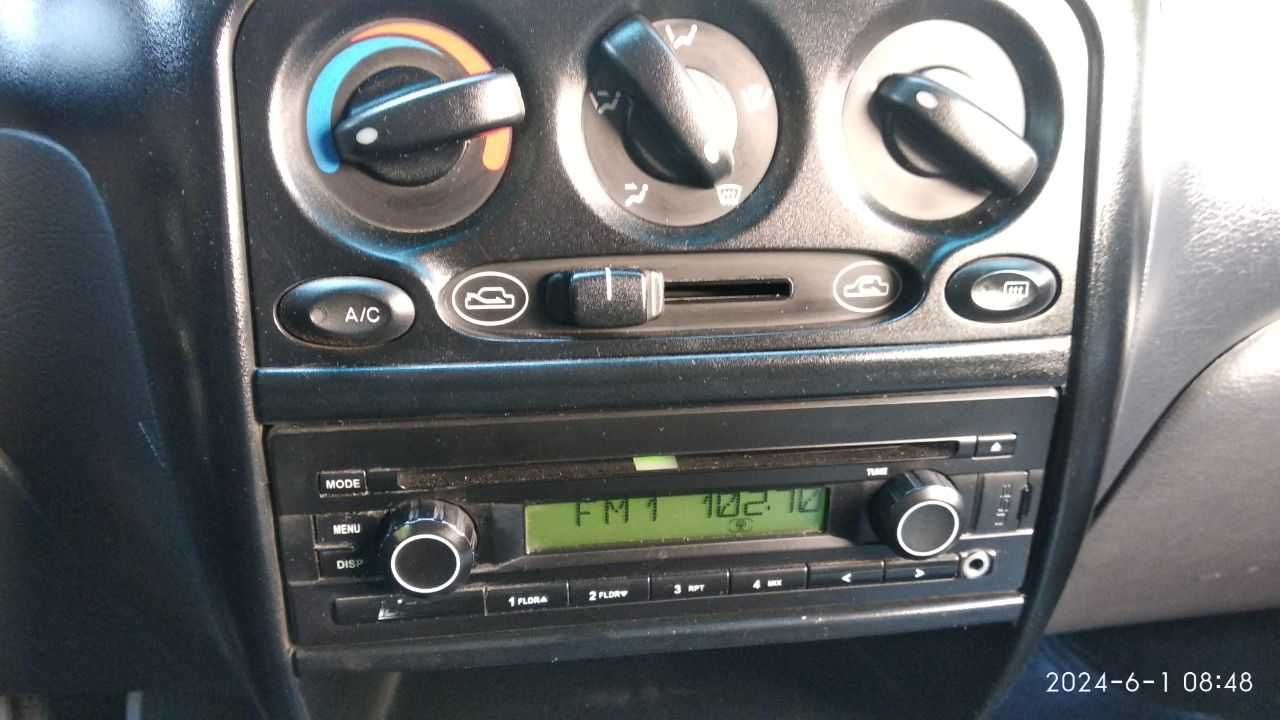 A/C
MODE
TUNE
MENU
FM1 102.10
DISP
1 FLDR▲ 2 FLDR▼ 3 RPT 4 MIX < >
2024-6-1 08:48